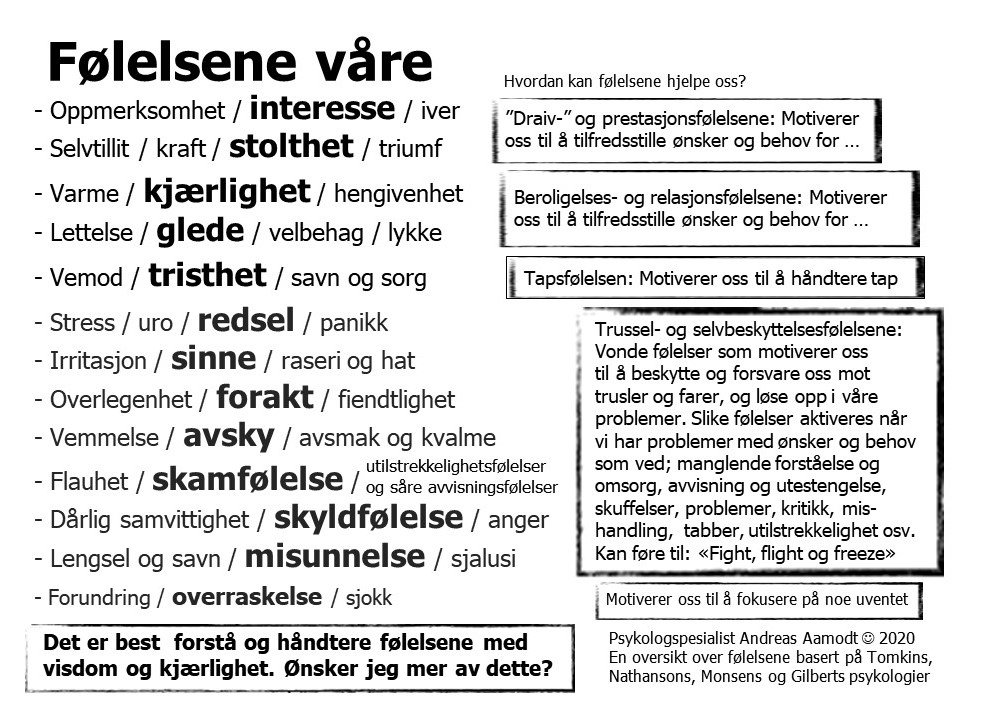 Følelsene våre
- Oppmerksomhet / interesse / iver
- Selvtillit / kraft / stolthet / triumf
- Varme / kjærlighet / hengivenhet
- Lettelse / glede / velbehag / lykke
- Vemod / tristhet / savn og sorg
- Stress / uro / redsel / panikk
- Irritasjon / sinne / raseri og hat
- Overlegenhet / forakt / fiendtlighet
- Vemmelse / avsky / avsmak og kvalme
- Flauhet / skamfølelse / utilstrekkelighetsfølelser
og såre avvisningsfølelser
- Dårlig samvittighet / skyldfølelse / anger
- Lengsel og savn / misunnelse / sjalusi
- Forundring / overraskelse / sjokk
Det er best forstå og håndtere følelsene med
visdom og kjærlighet. Ønsker jeg mer av dette?
Hvordan kan følelsene hjelpe oss?
”Draiv-” og prestasjonsfølelsene: Motiverer
oss til å tilfredsstille ønsker og behov for ...
Beroligelses- og relasjonsfølelsene: Motiverer
oss til å tilfredsstille ønsker og behov for ...
Tapsfølelsen: Motiverer oss til å håndtere tap
Trussel- og selvbeskyttelsesfølelsene:
Vonde følelser som motiverer oss
til å beskytte og forsvare oss mot
trusler og farer, og løse opp i våre
problemer. Slike følelser aktiveres når
vi har problemer med ønsker og behov
som ved; manglende forståelse og
omsorg, avvisning og utestengelse,
skuffelser, problemer, kritikk, mis-
handling, tabber, utilstrekkelighet osv.
Kan føre til: «Fight, flight og freeze»
Motiverer oss til å fokusere på noe uventet
Psykologspesialist Andreas Aamodt ☺ 2020
En oversikt over følelsene basert på Tomkins,
Nathansons, Monsens og Gilberts psykologier